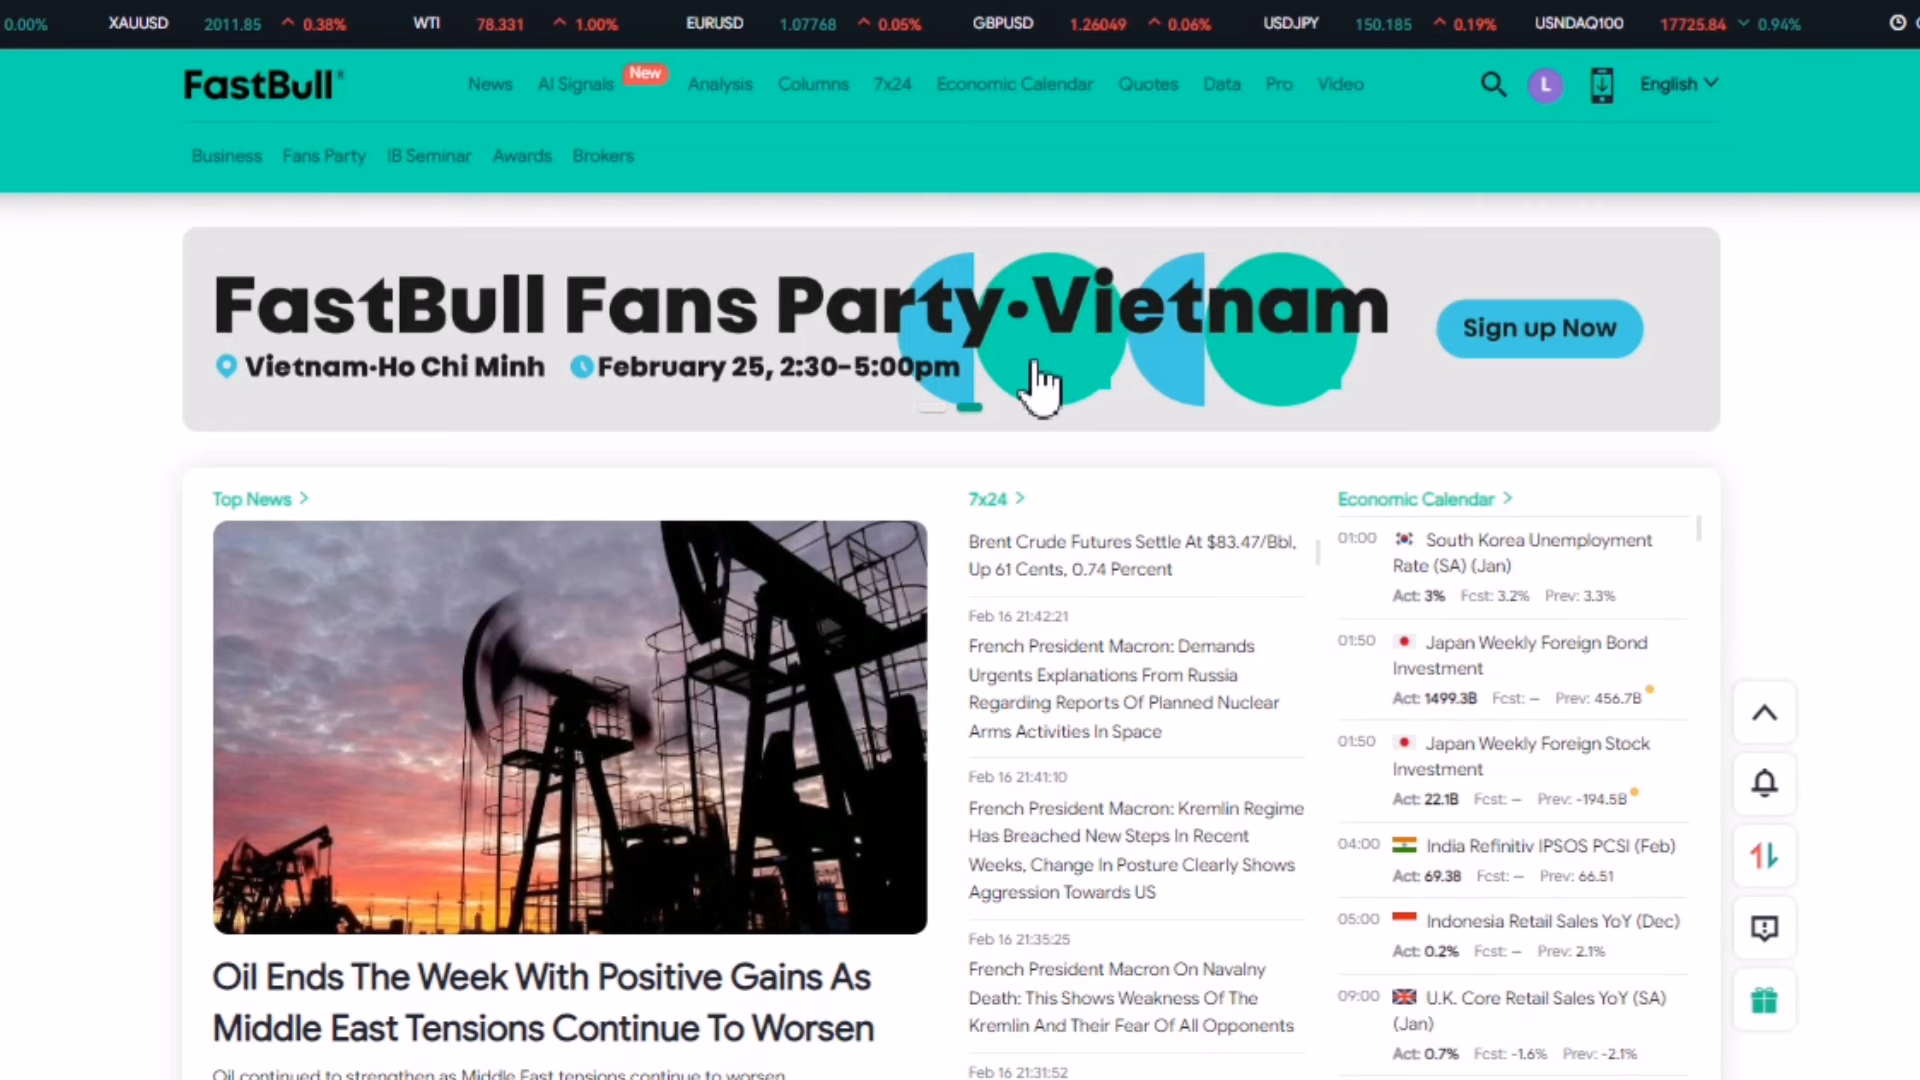 0.00% XAUUSD 2011.85 0.38% WTI 78.331 1.00% EURUSD 1.07768 0.05% GBPUSD 1.26049 0.06% USDJPY 150.185 0.19% USNDAQ100 17725.84 0.94%
FastBull®
News AI Signals New Analysis Columns 7x24 Economic Calendar Quotes Data Pro Video
L
English
Business Fans Party IB Seminar Awards Brokers
FastBull Fans Party·Vietnam
Vietnam·Ho Chi Minh February 25, 2:30-5:00pm
Sign up Now
Top News >
Oil Ends The Week With Positive Gains As
Middle East Tensions Continue To Worsen
Oil continued to strengthen as Middle East tensions continue to worsen
7x24 >
Brent Crude Futures Settle At $83.47/Bbl,
Up 61 Cents, 0.74 Percent
Feb 16 21:42:21
French President Macron: Demands
Urgents Explanations From Russia
Regarding Reports Of Planned Nuclear
Arms Activities In Space
Feb 16 21:41:10
French President Macron: Kremlin Regime
Has Breached New Steps In Recent
Weeks, Change In Posture Clearly Shows
Aggression Towards US
Feb 16 21:35:25
French President Macron On Navalny
Death: This Shows Weakness Of The
Kremlin And Their Fear Of All Opponents
Feb 16 21:31:52
Economic Calendar >
01:00 South Korea Unemployment
Rate (SA) (Jan)
Act: 3% Fcst: 3.2% Prev: 3.3%
01:50 Japan Weekly Foreign Bond
Investment
Act: 1499.3B Fcst: – Prev: 456.7B
01:50 Japan Weekly Foreign Stock
Investment
Act: 22.1B Fcst: – Prev: -194.5B
04:00 India Refinitiv IPSOS PCSI (Feb)
Act: 69.38 Fcst: – Prev: 66.51
05:00 Indonesia Retail Sales YoY (Dec)
Act: 0.2% Fcst: – Prev: 2.1%
09:00 U.K. Core Retail Sales YoY (SA)
(Jan)
Act: 0.7% Fcst: -1.6% Prev: -2.1%